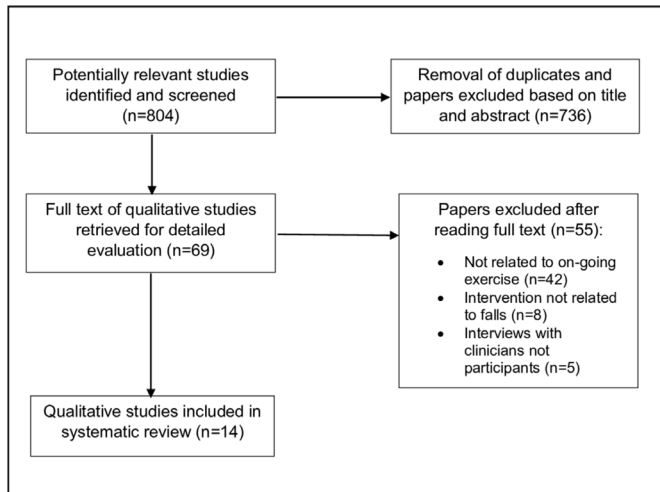 Potentially relevant studies
identified and screened
(n=804)
Removal of duplicates and
papers excluded based on title
and abstract (n=736)
Full text of qualitative studies
retrieved for detailed
evaluation (n=69)
Papers excluded after
reading full text (n=55):
• Not related to on-going
exercise (n=42)
• Intervention not related
to falls (n=8)
• Interviews with
clinicians not
participants (n=5)
Qualitative studies included in
systematic review (n=14)